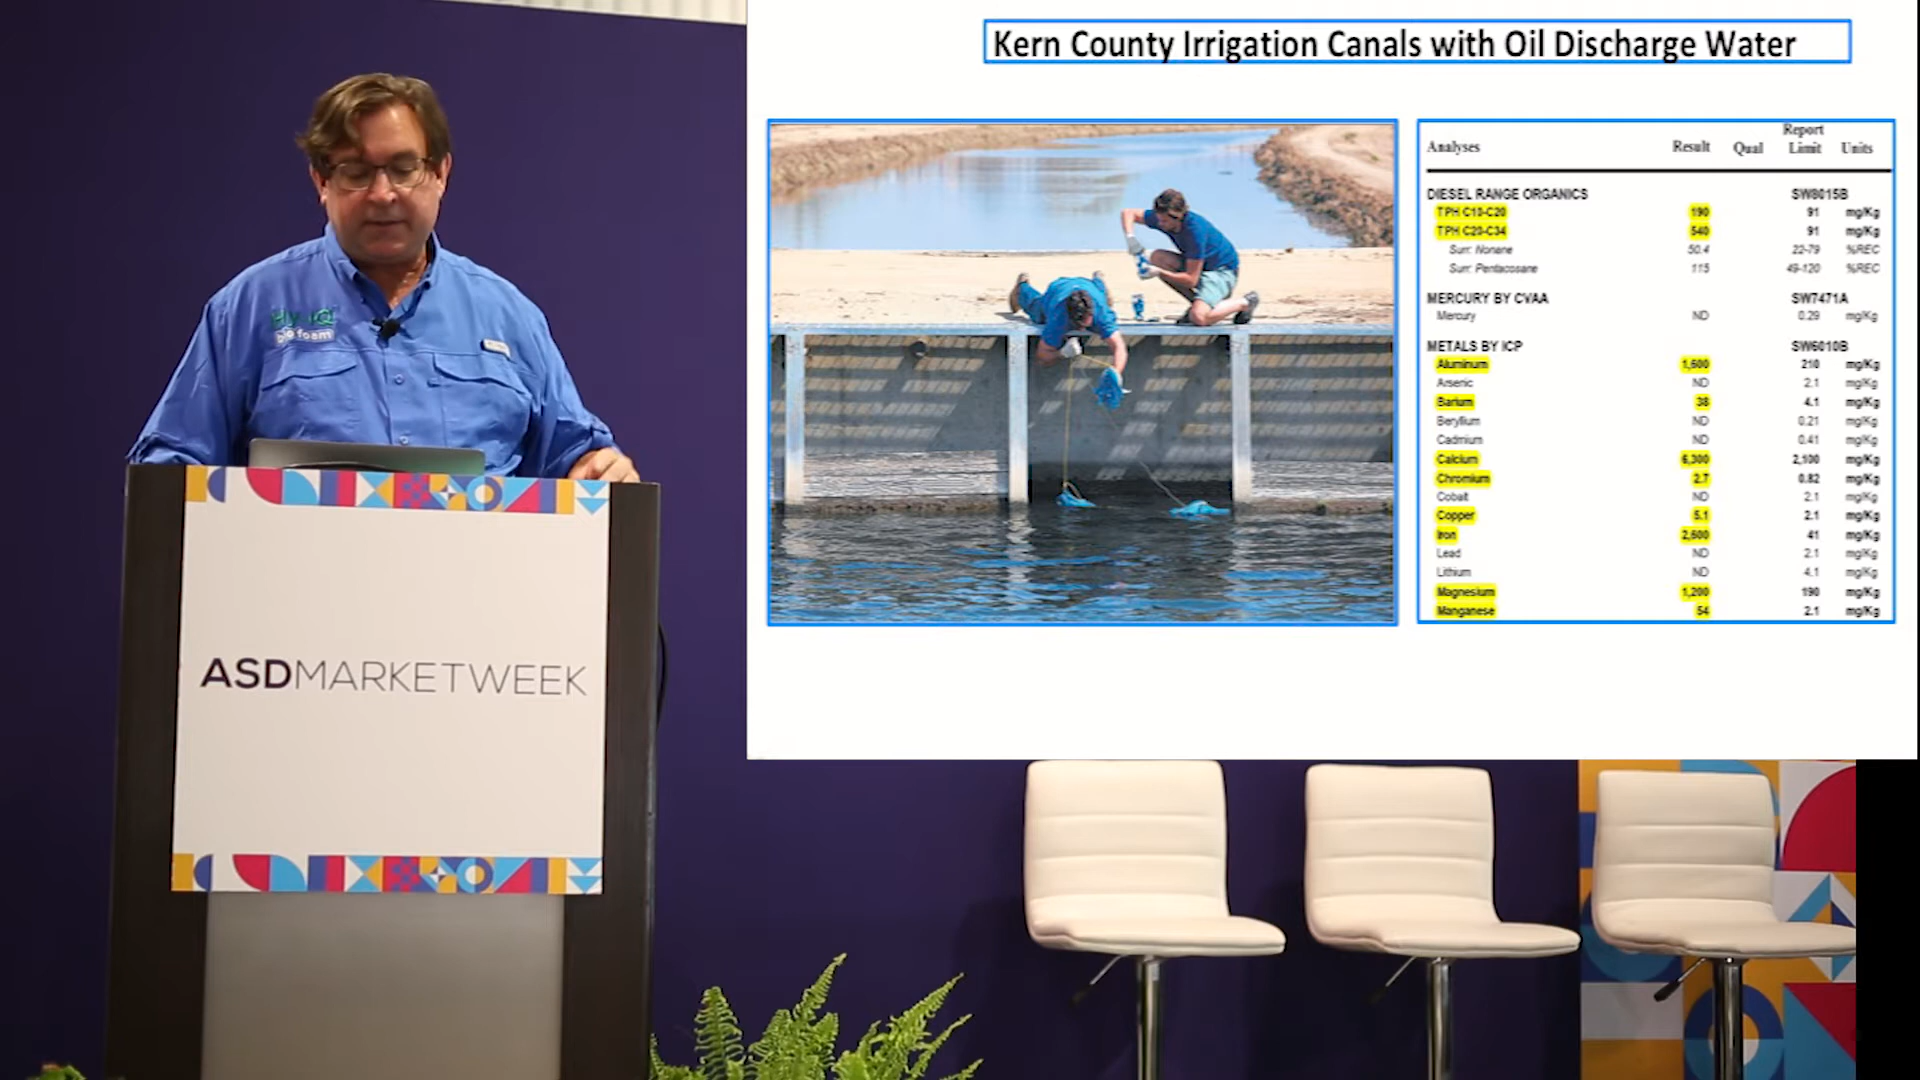 Kern County Irrigation Canals with Oil Discharge Water
Analyses Result Qual Report Limit Units
DIESEL RANGE ORGANICS SW8015B
TPH C10-C20 190 91 mg/Kg
TPH C20-C34 540 91 mg/Kg
Surr: Nonane 50.4 22-79 %REC
Surr: Pentacosane 115 49-120 %REC
MERCURY BY CVAA SW7471A
Mercury ND 0.29 mg/Kg
METALS BY ICP SW6010B
Aluminum 1,600 210 mg/Kg
Arsenic ND 2.1 mg/Kg
Barium 38 4.1 mg/Kg
Beryllium ND 0.21 mg/Kg
Cadmium ND 0.41 mg/Kg
Calcium 6,300 2,100 mg/Kg
Chromium 2.7 0.82 mg/Kg
Cobalt ND 2.1 mg/Kg
Copper 5.1 2.1 mg/Kg
Iron 2,600 41 mg/Kg
Lead ND 2.1 mg/Kg
Lithium ND 4.1 mg/Kg
Magnesium 1,200 190 mg/Kg
Manganese 54 2.1 mg/Kg
bio foam
ASDMARKETWEEK